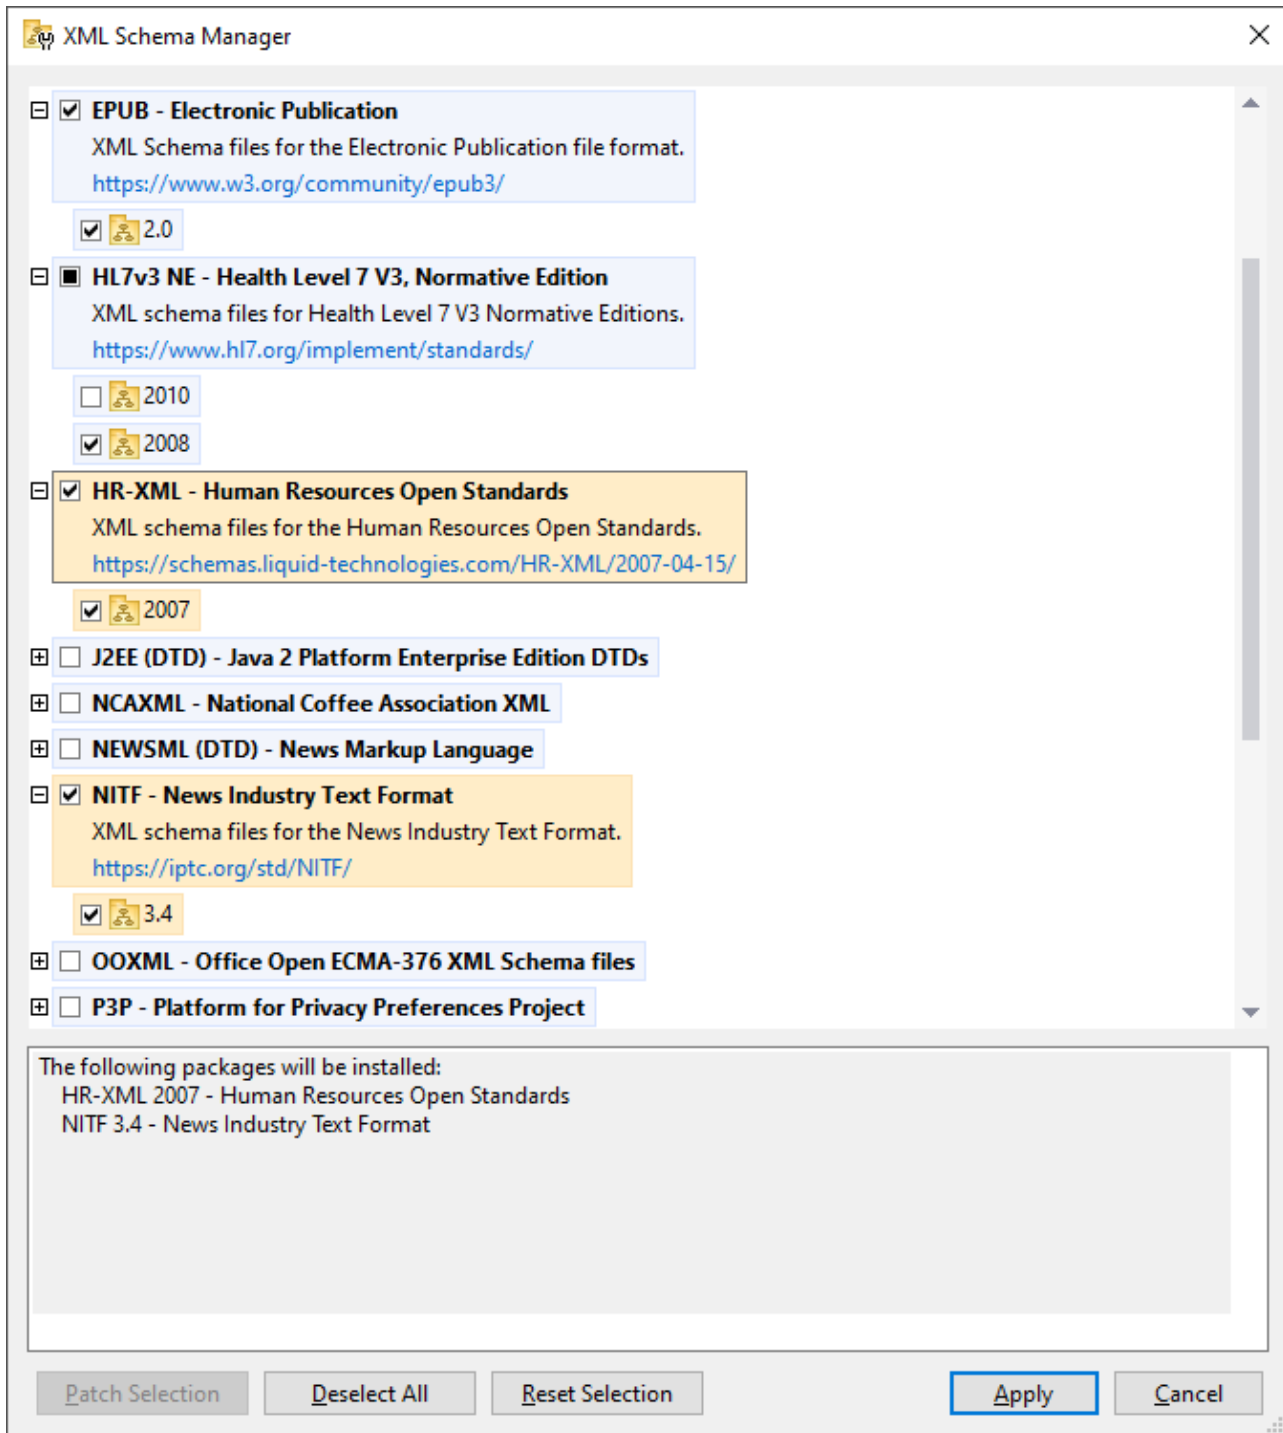 XML Schema Manager
EPUB - Electronic Publication
XML Schema files for the Electronic Publication file format.
https://www.w3.org/community/epub3/
2.0
HL7v3 NE - Health Level 7 V3, Normative Edition
XML schema files for Health Level 7 V3 Normative Editions.
https://www.hl7.org/implement/standards/
2010
2008
HR-XML - Human Resources Open Standards
XML schema files for the Human Resources Open Standards.
https://schemas.liquid-technologies.com/HR-XML/2007-04-15/
2007
J2EE (DTD) - Java 2 Platform Enterprise Edition DTDs
NCAXML - National Coffee Association XML
NEWSML (DTD) - News Markup Language
NITF - News Industry Text Format
XML schema files for the News Industry Text Format.
https://iptc.org/std/NITF/
3.4
OOXML - Office Open ECMA-376 XML Schema files
P3P - Platform for Privacy Preferences Project
The following packages will be installed:
HR-XML 2007 - Human Resources Open Standards
NITF 3.4 - News Industry Text Format
Patch Selection Deselect All Reset Selection Apply Cancel